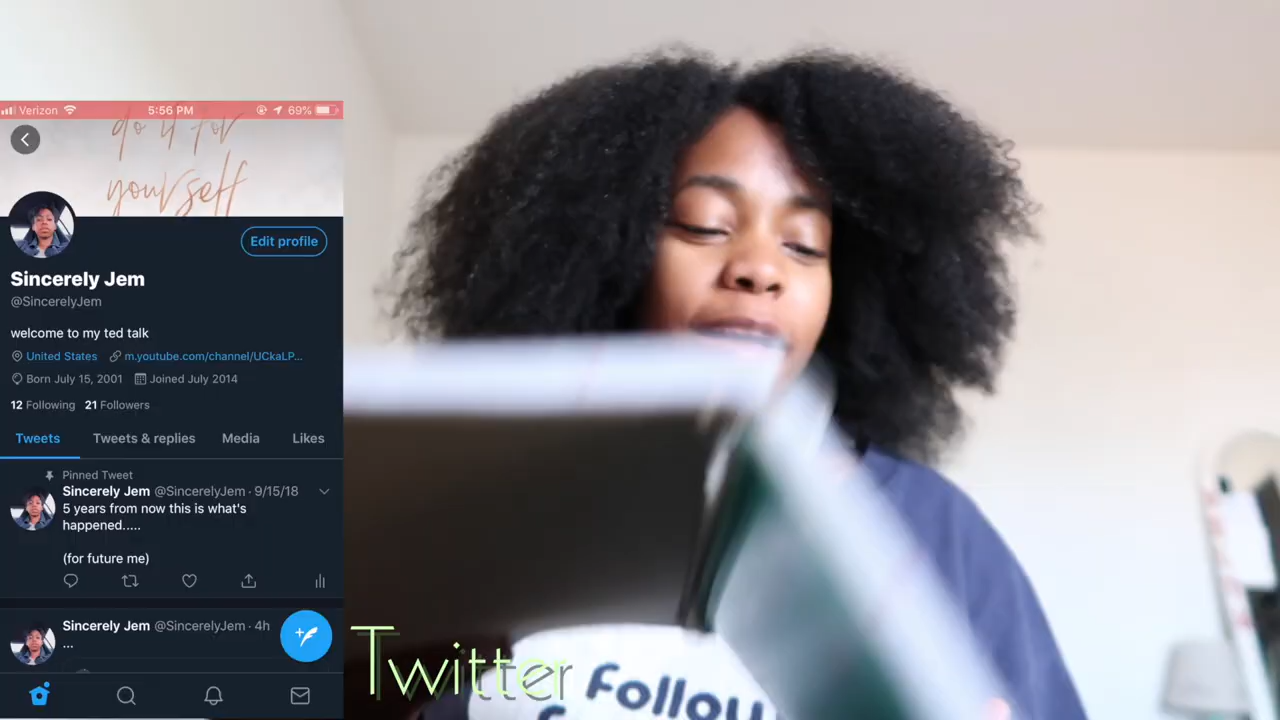 Verizon 5:56 PM 69%
do it for
yourself
Edit profile
Sincerely Jem
@SincerelyJem
welcome to my ted talk
United States m.youtube.com/channel/UCkaLP...
Born July 15, 2001 Joined July 2014
12 Following 21 Followers
Tweets Tweets & replies Media Likes
Pinned Tweet
Sincerely Jem @SincerelyJem · 9/15/18
5 years from now this is what's
happened.....
(for future me)
Sincerely Jem @SincerelyJem · 4h
...
Twitter
Follow